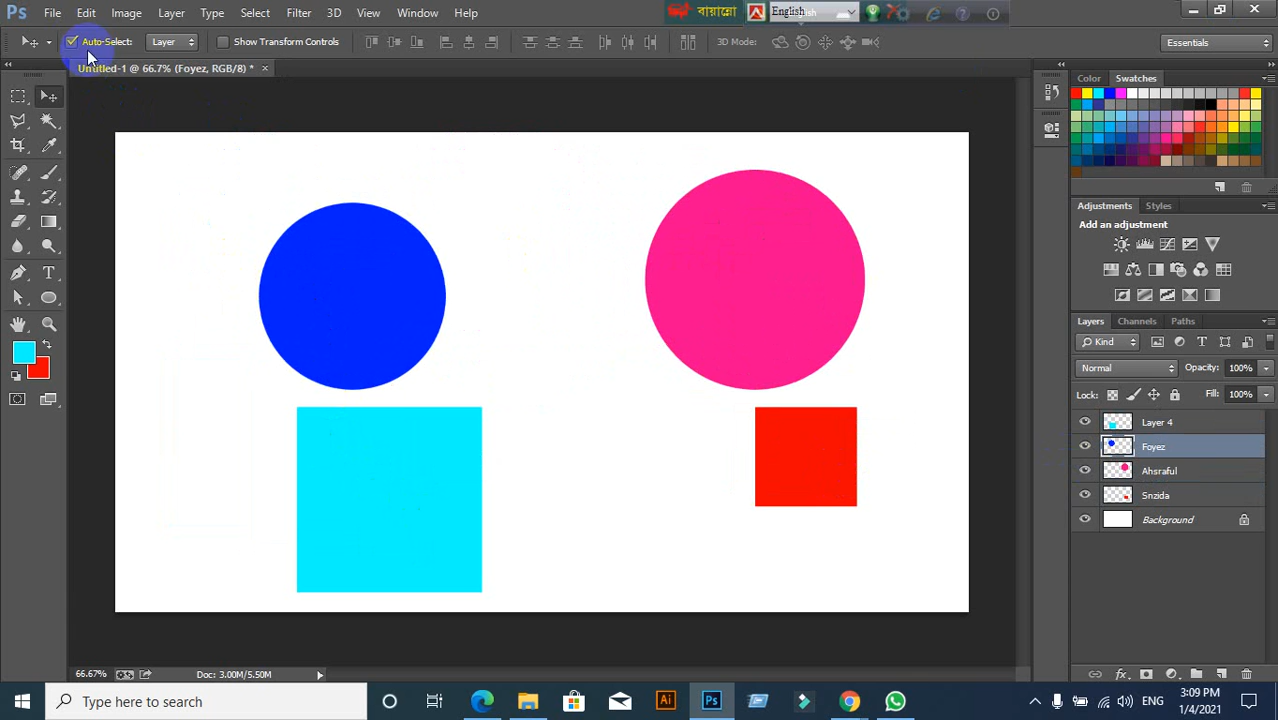 Ps File Edit Image Layer Type Select Filter 3D View Window Help
বায়ান্নো English
Auto-Select: Layer Show Transform Controls 3D Mode: Essentials
Untitled-1 @ 66.7% (Foyez, RGB/8) *
Color Swatches
Adjustments Styles
Add an adjustment
Layers Channels Paths
Kind
Normal Opacity: 100%
Lock: Fill: 100%
Layer 4
Foyez
Ahsraful
Snzida
Background
66.67% Doc: 3.00M/5.50M
Type here to search Ai Ps ENG
3:09 PM
1/4/2021